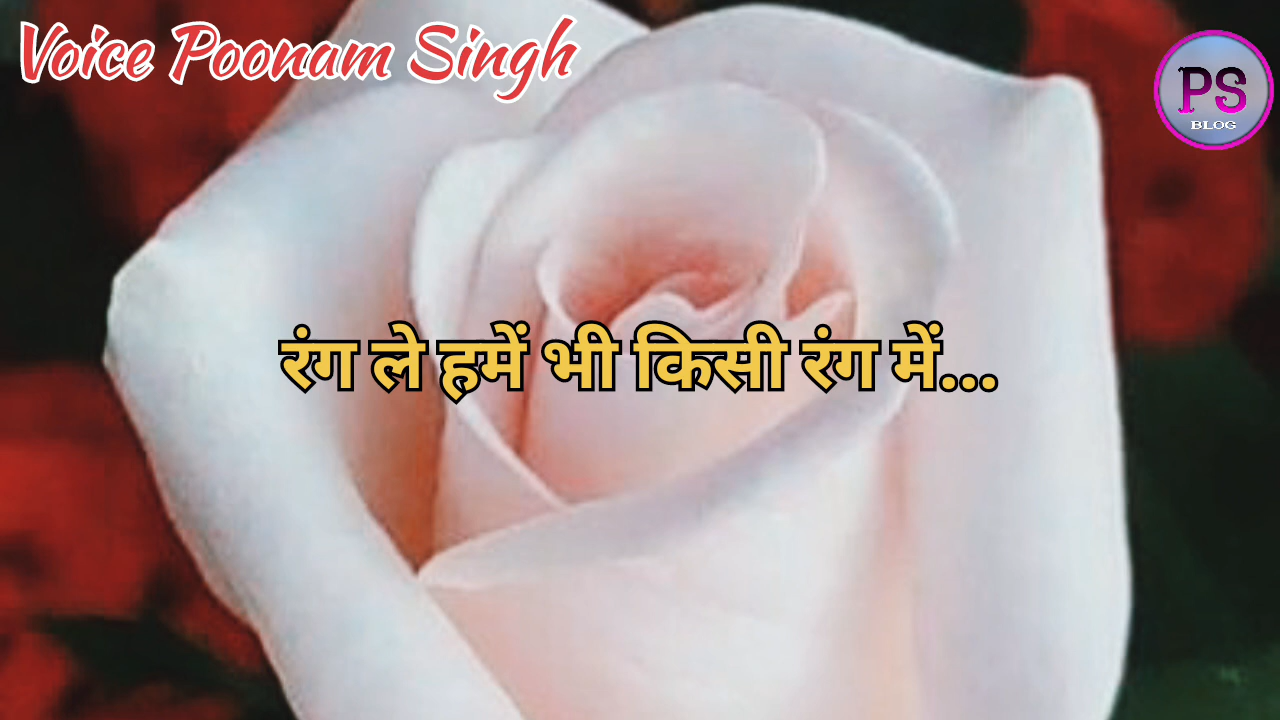 Voice Poonam Singh
PS
BLOG
रंग ले हमें भी किसी रंग में...